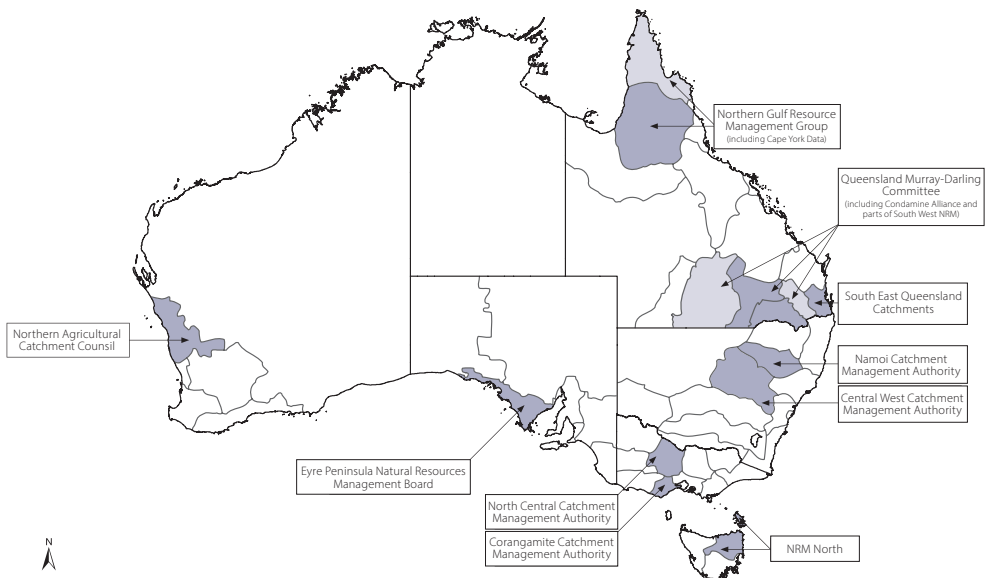 Northern Gulf Resource
Management Group
(including Cape York Data)
Queensland Murray-Darling
Committee
(including Condamine Alliance and
parts of South West NRM)
South East Queensland
Catchments
Northern Agricultural
Catchment Counsil
Namoi Catchment
Management Authority
Central West Catchment
Management Authority
Eyre Peninsula Natural Resources
Management Board
North Central Catchment
Management Authority
Corangamite Catchment
Management Authority
NRM North
N